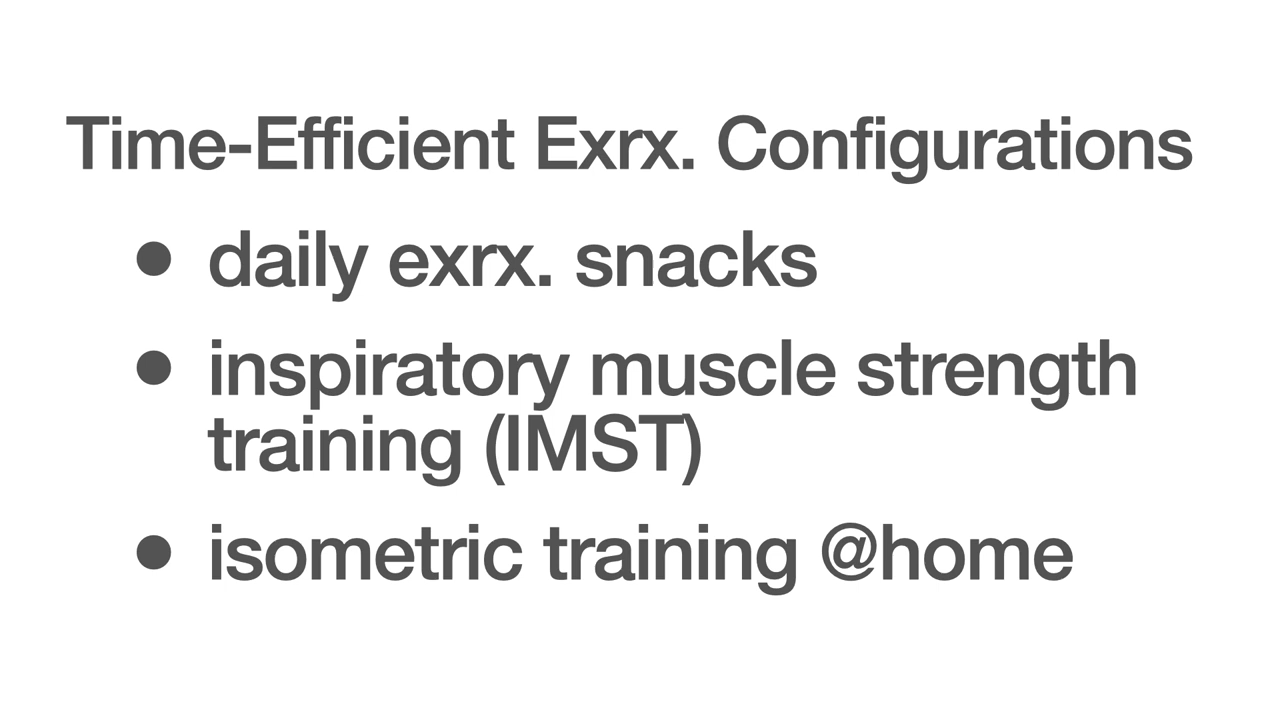 Time-Efficient Exrx. Configurations
• daily exrx. snacks
• inspiratory muscle strength
training (IMST)
• isometric training @home